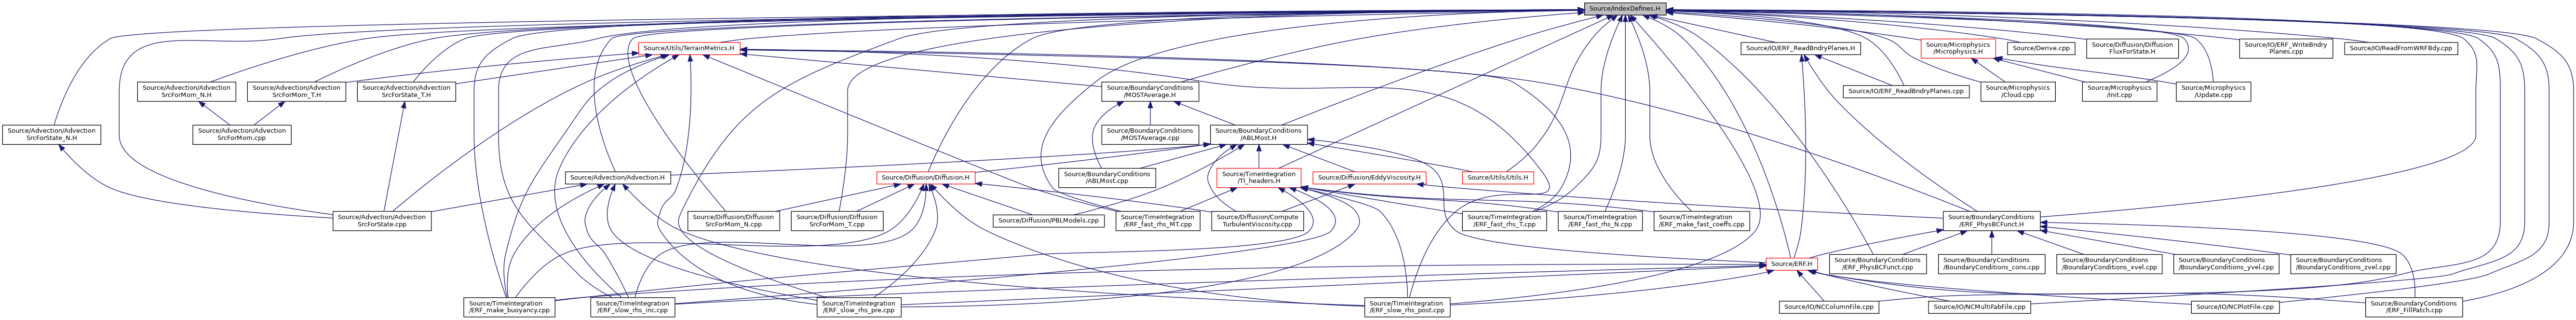 Source/IndexDefines.H
Source/Utils/TerrainMetrics.H
Source/IO/ERF_ReadBndryPlanes.H
Source/Microphysics
/Microphysics.H
Source/Derive.cpp
Source/Diffusion/Diffusion
FluxForState.H
Source/IO/ERF_WriteBndry
Planes.cpp
Source/IO/ReadFromWRFBdy.cpp
Source/Advection/Advection
SrcForMom_N.H
Source/Advection/Advection
SrcForMom_T.H
Source/Advection/Advection
SrcForState_T.H
Source/BoundaryConditions
/MOSTAverage.H
Source/IO/ERF_ReadBndryPlanes.cpp
Source/Microphysics
/Cloud.cpp
Source/Microphysics
/Init.cpp
Source/Microphysics
/Update.cpp
Source/Advection/Advection
SrcForState_N.H
Source/Advection/Advection
SrcForMom.cpp
Source/BoundaryConditions
/MOSTAverage.cpp
Source/BoundaryConditions
/ABLMost.H
Source/Advection/Advection.H
Source/Diffusion/Diffusion.H
Source/BoundaryConditions
/ABLMost.cpp
Source/TimeIntegration
/TI_headers.H
Source/Diffusion/EddyViscosity.H
Source/Utils/Utils.H
Source/Advection/Advection
SrcForState.cpp
Source/Diffusion/Diffusion
SrcForMom_N.cpp
Source/Diffusion/Diffusion
SrcForMom_T.cpp
Source/Diffusion/PBLModels.cpp
Source/TimeIntegration
/ERF_fast_rhs_MT.cpp
Source/Diffusion/Compute
TurbulentViscosity.cpp
Source/TimeIntegration
/ERF_fast_rhs_T.cpp
Source/TimeIntegration
/ERF_fast_rhs_N.cpp
Source/TimeIntegration
/ERF_make_fast_coeffs.cpp
Source/BoundaryConditions
/ERF_PhysBCFunct.H
Source/ERF.H
Source/BoundaryConditions
/ERF_PhysBCFunct.cpp
Source/BoundaryConditions
/BoundaryConditions_cons.cpp
Source/BoundaryConditions
/BoundaryConditions_xvel.cpp
Source/BoundaryConditions
/BoundaryConditions_yvel.cpp
Source/BoundaryConditions
/BoundaryConditions_zvel.cpp
Source/TimeIntegration
/ERF_make_buoyancy.cpp
Source/TimeIntegration
/ERF_slow_rhs_inc.cpp
Source/TimeIntegration
/ERF_slow_rhs_pre.cpp
Source/TimeIntegration
/ERF_slow_rhs_post.cpp
Source/IO/NCColumnFile.cpp
Source/IO/NCMultiFabFile.cpp
Source/IO/NCPlotFile.cpp
Source/BoundaryConditions
/ERF_FillPatch.cpp